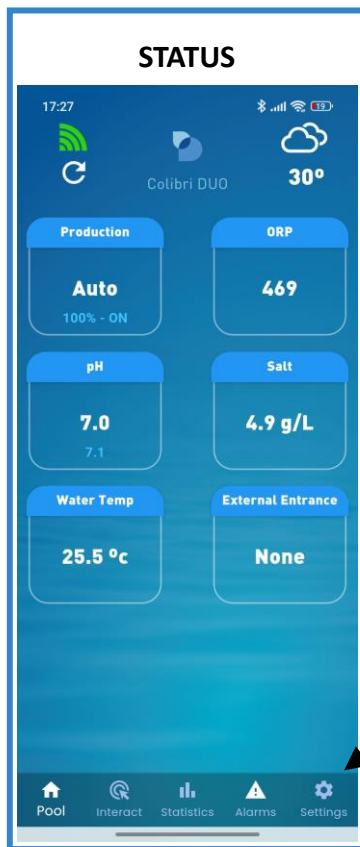 STATUS
17:27
19
Colibri DUO
30°
Production
Auto
100% - ON
ORP
469
pH
7.0
7.1
Salt
4.9 g/L
Water Temp
25.5 ºc
External Entrance
None
Pool
Interact
Statistics
Alarms
Settings